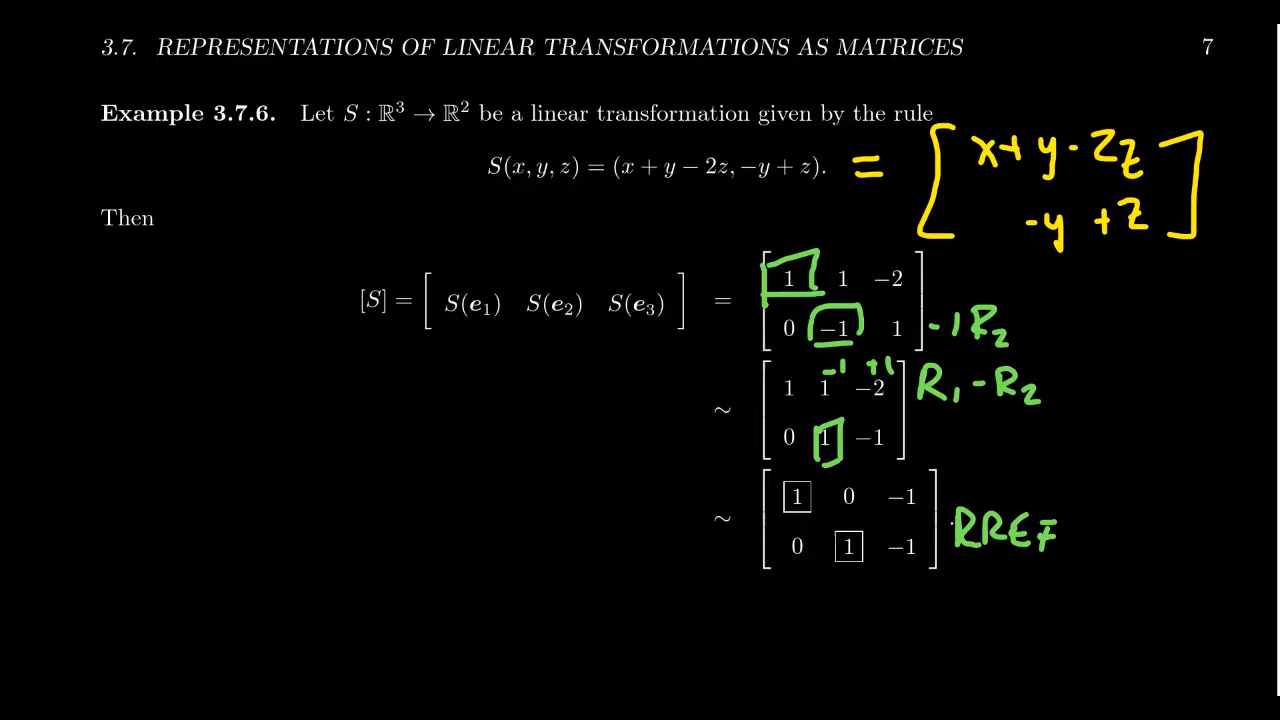 3.7. REPRESENTATIONS OF LINEAR TRANSFORMATIONS AS MATRICES 7
Example 3.7.6. Let S : ℝ³ → ℝ² be a linear transformation given by the rule
S(x, y, z) = (x + y − 2z, −y + z). = [ x + y - 2z
-y + z ]
Then
[S] = [ S(e₁) S(e₂) S(e₃) ] = [ 1 1 −2
0 −1 1 ] -1R₂
-1 +1
∼ [ 1 1 −2 R₁ - R₂
0 1 −1 ]
∼ [ 1 0 −1
0 1 −1 ] . RREF